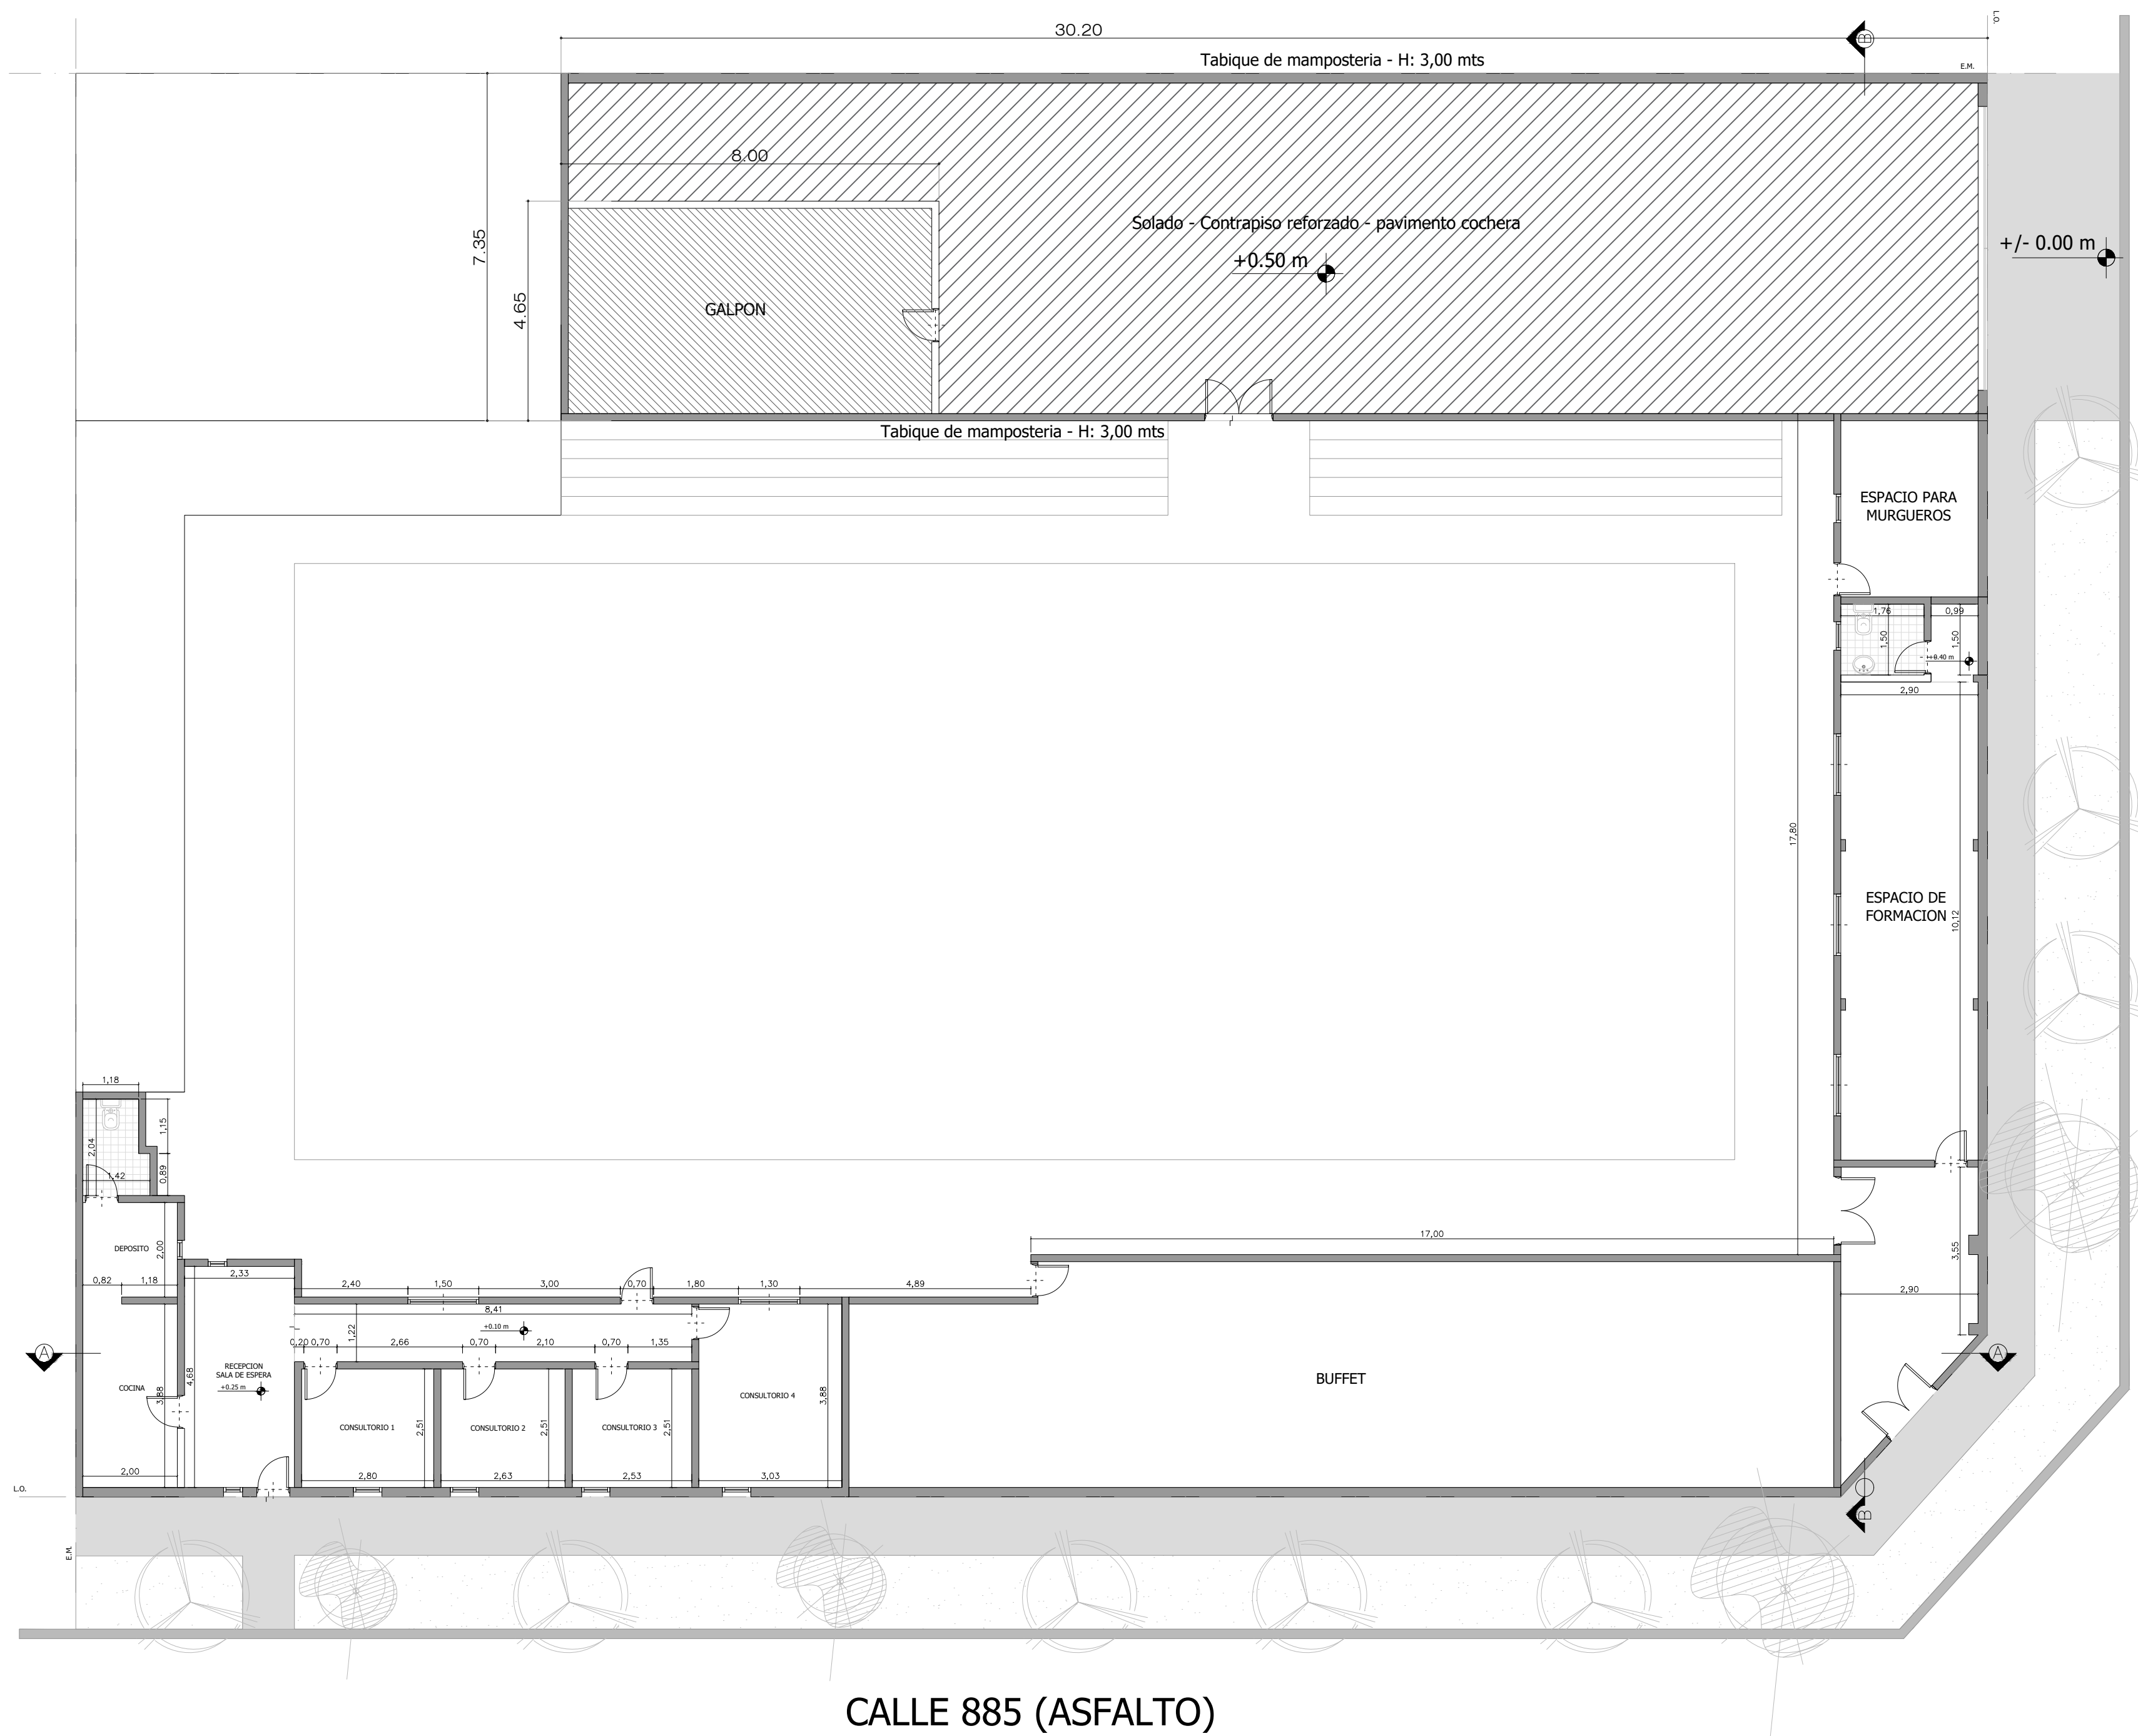 30.20
L.O.
B
Tabique de mamposteria - H: 3,00 mts
E.M.
8.00
7.35
4.65
Solado - Contrapiso reforzado - pavimento cochera
+0.50 m
+/- 0.00 m
GALPON
Tabique de mamposteria - H: 3,00 mts
ESPACIO PARA
MURGUEROS
1,76
0,99
1,50
1,50
+0.40 m
2,90
17,80
ESPACIO DE
FORMACION
10,12
1,18
1,15
2,04
0,89
1,42
DEPOSITO
2,00
0,82
1,18
2,33
2,40
1,50
3,00
0,70
1,80
1,30
4,89
17,00
3,55
2,90
8,41
+0.10 m
1,22
0,20
0,70
2,66
0,70
2,10
0,70
1,35
A
A
RECEPCION
SALA DE ESPERA
+0.25 m
4,68
COCINA
3,88
CONSULTORIO 1
2,51
CONSULTORIO 2
2,51
CONSULTORIO 3
2,51
CONSULTORIO 4
3,88
BUFFET
2,00
2,80
2,63
2,53
3,03
L.O.
B
E.M.
CALLE 885 (ASFALTO)